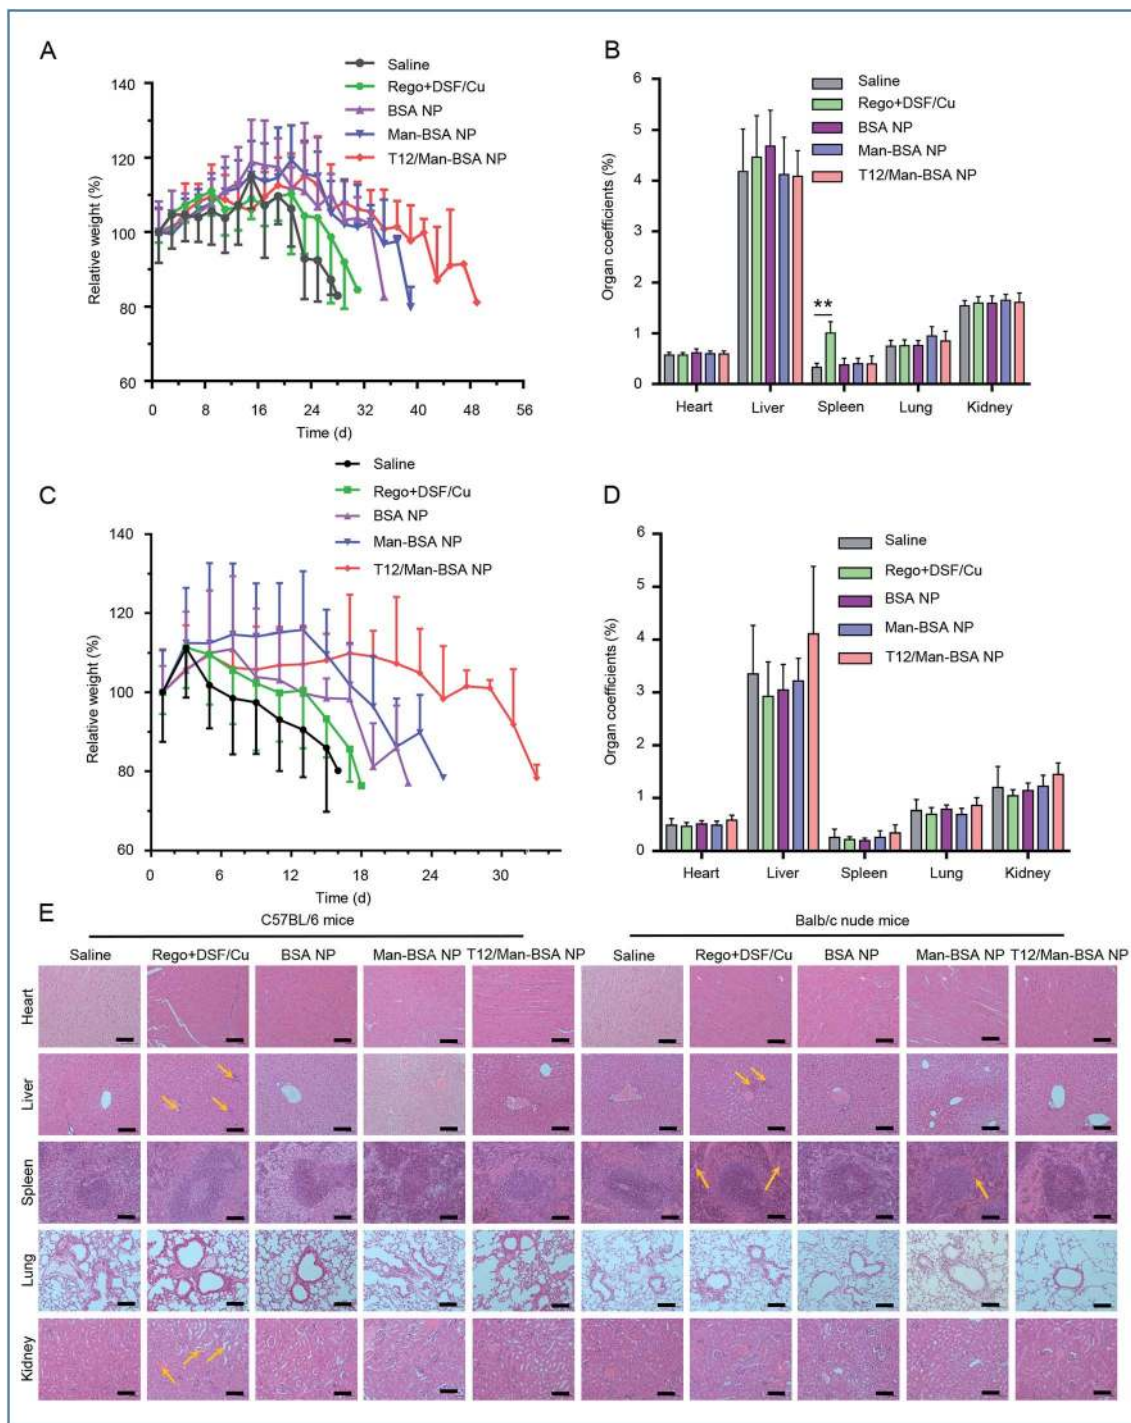 A
Saline
Rego+DSF/Cu
BSA NP
Man-BSA NP
T12/Man-BSA NP
140
120
100
80
60
Relative weight (%)
0 8 16 24 32 40 48 56
Time (d)
B
Saline
Rego+DSF/Cu
BSA NP
Man-BSA NP
T12/Man-BSA NP
6
5
4
3
2
1
0
Organ coefficients (%)
**
Heart Liver Spleen Lung Kidney
C
Saline
Rego+DSF/Cu
BSA NP
Man-BSA NP
T12/Man-BSA NP
140
120
100
80
60
Relative weight (%)
0 6 12 18 24 30
Time (d)
D
Saline
Rego+DSF/Cu
BSA NP
Man-BSA NP
T12/Man-BSA NP
6
5
4
3
2
1
0
Organ coefficients (%)
Heart Liver Spleen Lung Kidney
E
C57BL/6 mice Balb/c nude mice
Saline Rego+DSF/Cu BSA NP Man-BSA NP T12/Man-BSA NP Saline Rego+DSF/Cu BSA NP Man-BSA NP T12/Man-BSA NP
Heart
Liver
Spleen
Lung
Kidney